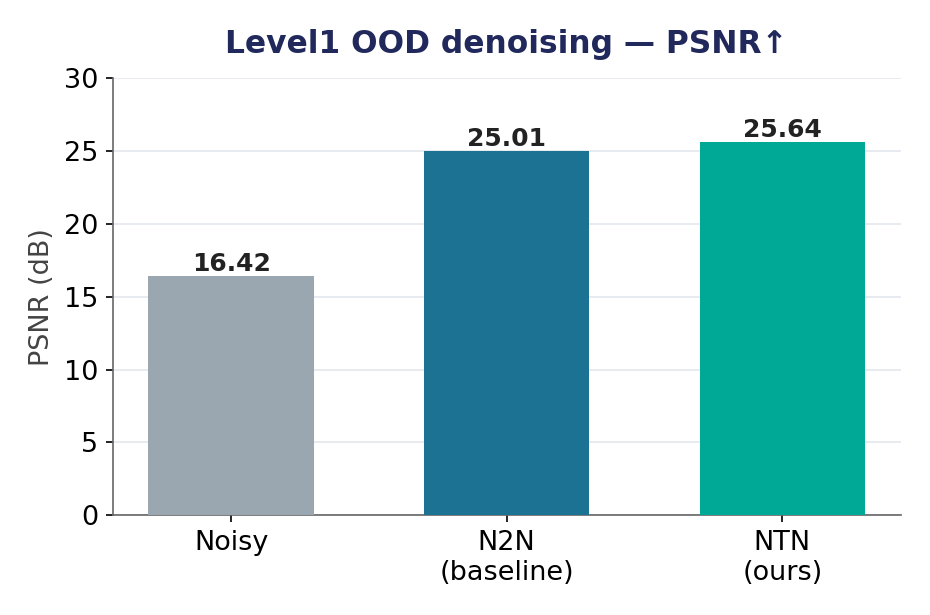 Level1 OOD denoising — PSNR↑
PSNR (dB)
30
25
20
15
10
5
0
16.42
25.01
25.64
Noisy
N2N
(baseline)
NTN
(ours)